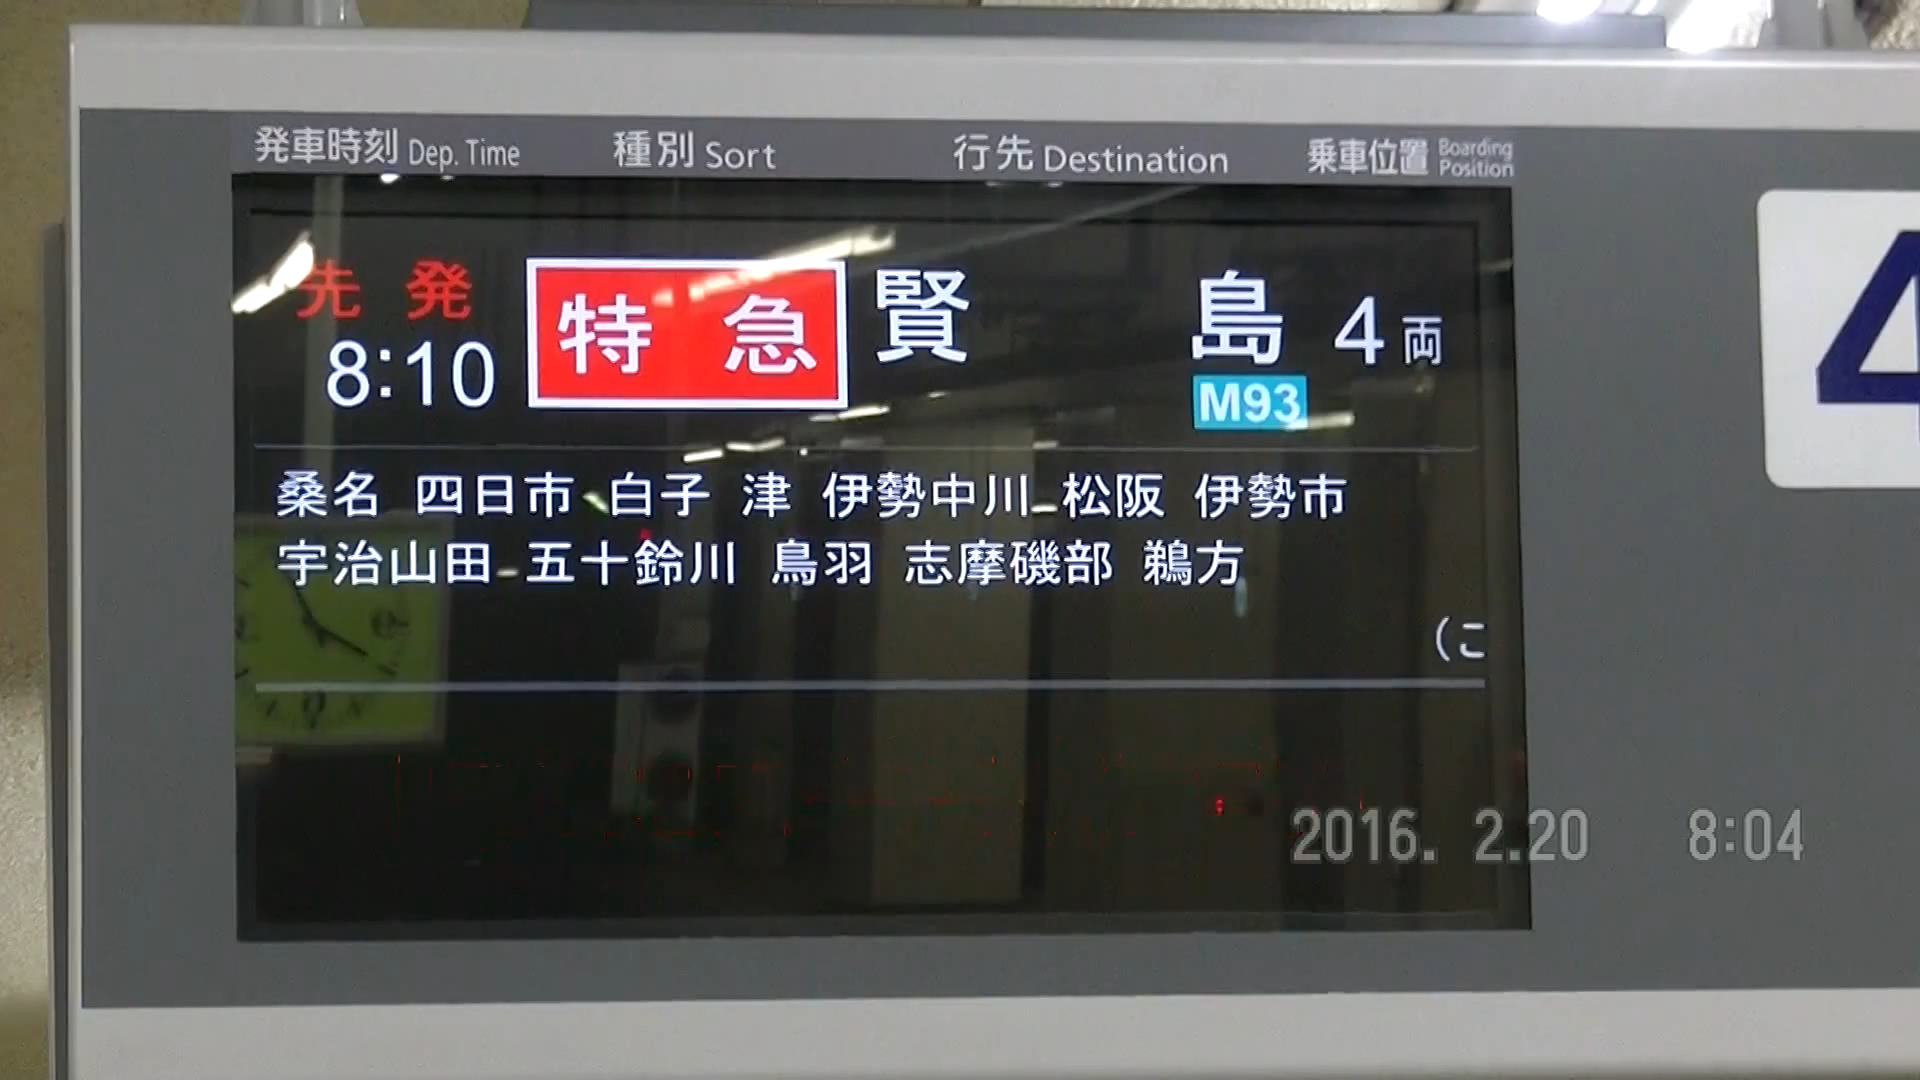 発車時刻 Dep. Time 種別 Sort 行先 Destination 乗車位置 Boarding Position
先発 8:10 特急 賢島 M93 4両
4
桑名 四日市 白子 津 伊勢中川 松阪 伊勢市
宇治山田 五十鈴川 鳥羽 志摩磯部 鵜方
(こ
2016. 2.20 8:04